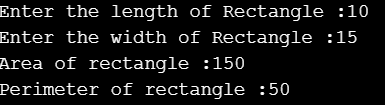 Enter the length of Rectangle :10
Enter the width of Rectangle :15
Area of rectangle :150
Perimeter of rectangle :50